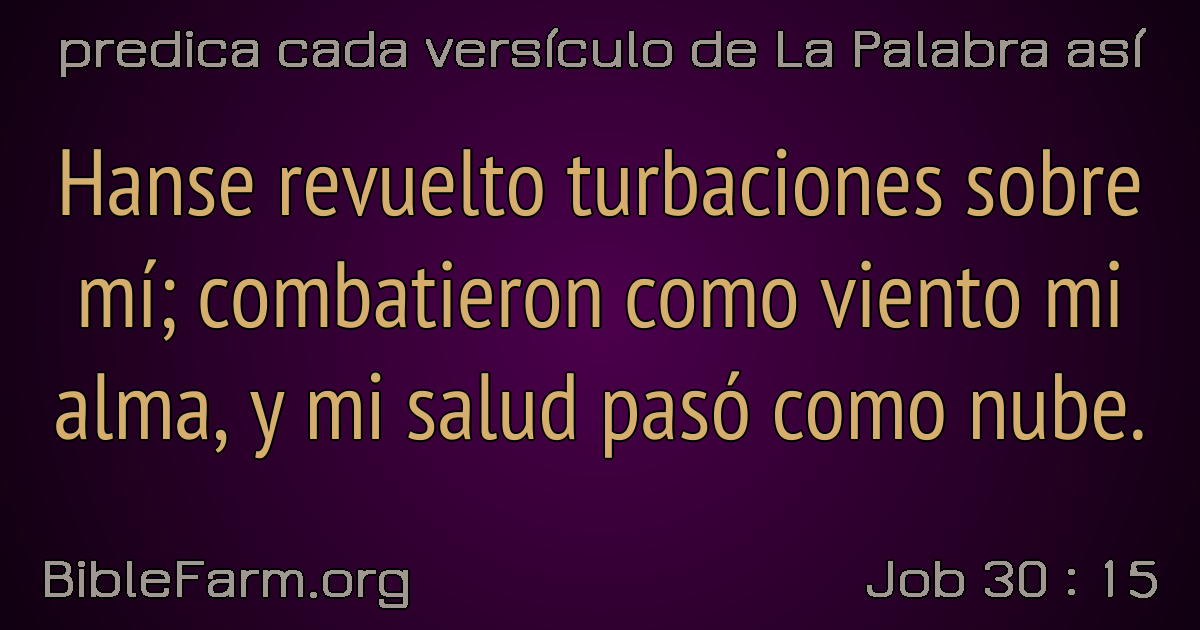 predica cada versículo de La Palabra así
Hanse revuelto turbaciones sobre
mí; combatieron como viento mi
alma, y mi salud pasó como nube.
BibleFarm.org
Job 30 : 15